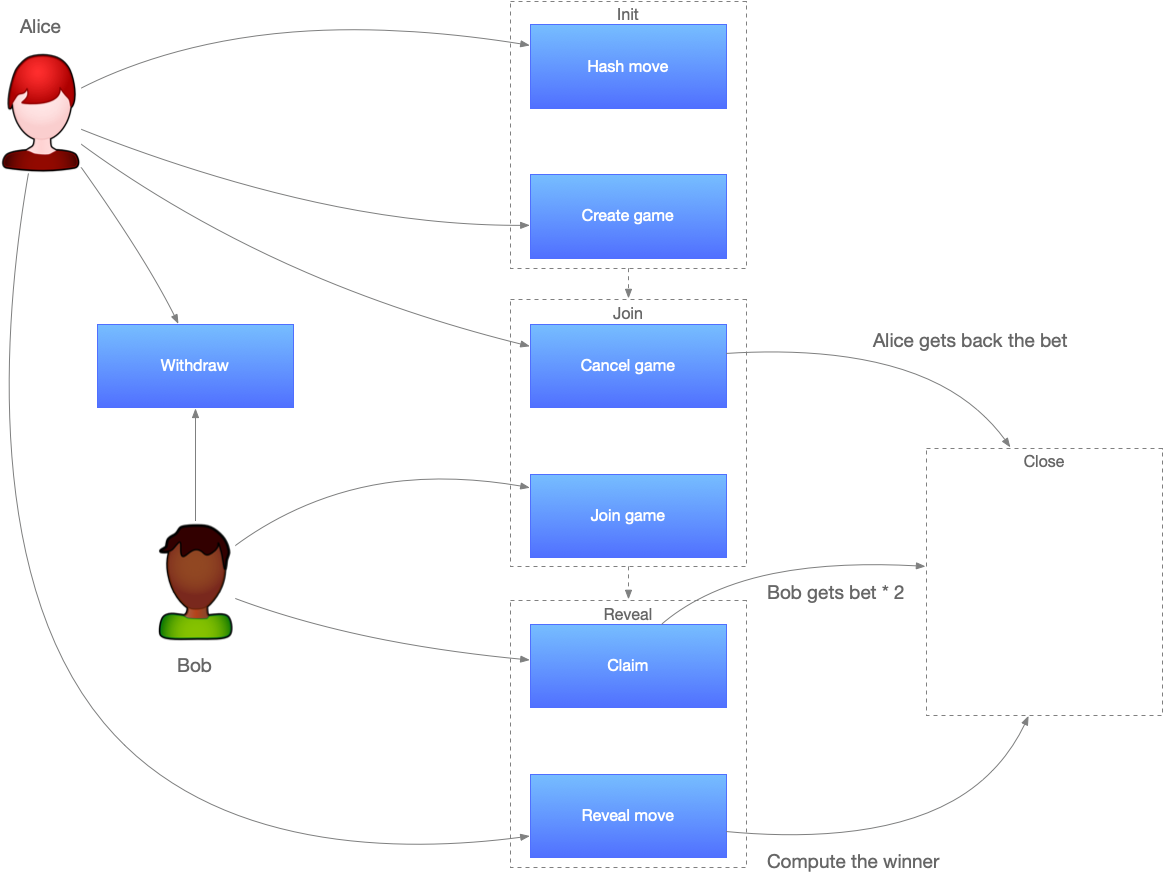 Alice
Init
Hash move
Create game
Join
Cancel game
Alice gets back the bet
Withdraw
Close
Join game
Bob gets bet * 2
Reveal
Bob
Claim
Reveal move
Compute the winner